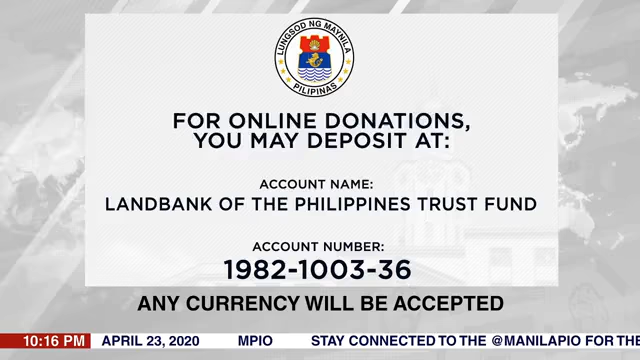 LUNGSOD NG MAYNILA
PILIPINAS
FOR ONLINE DONATIONS,
YOU MAY DEPOSIT AT:
ACCOUNT NAME:
LANDBANK OF THE PHILIPPINES TRUST FUND
ACCOUNT NUMBER:
1982-1003-36
ANY CURRENCY WILL BE ACCEPTED
10:16 PM APRIL 23, 2020 MPIO STAY CONNECTED TO THE @MANILAPIO FOR THE